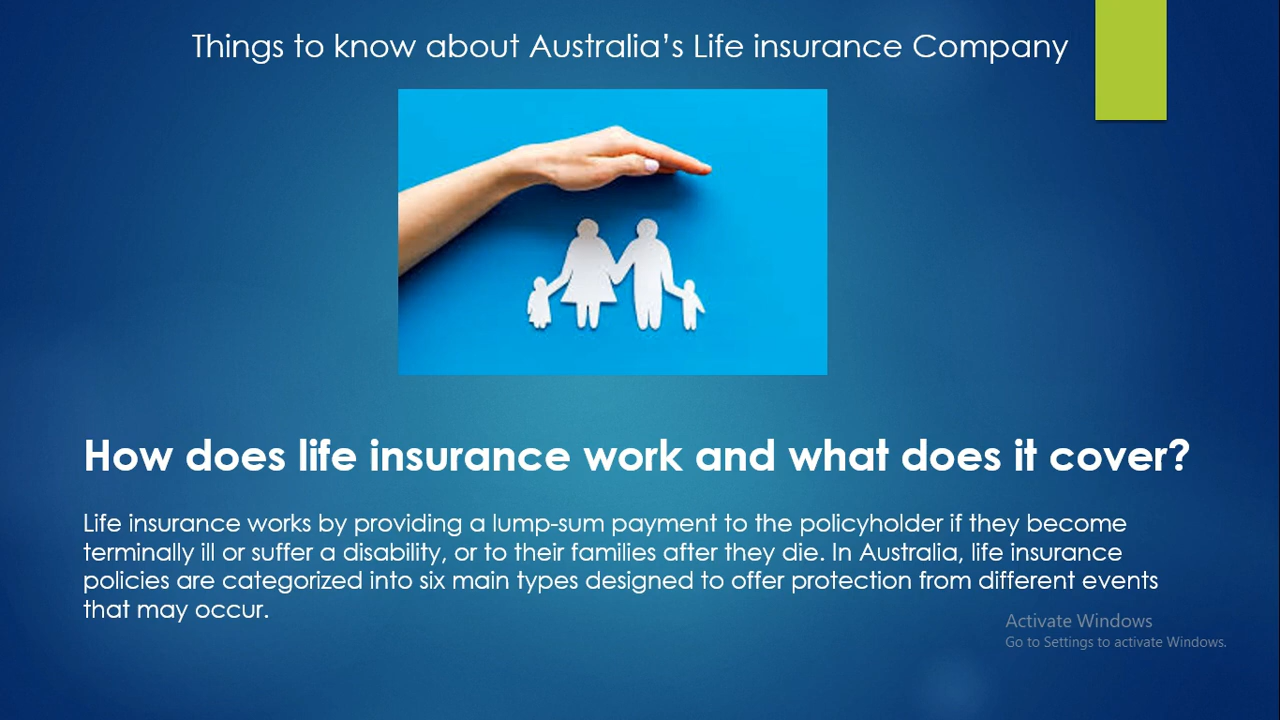 Things to know about Australia’s Life insurance Company
How does life insurance work and what does it cover?
Life insurance works by providing a lump-sum payment to the policyholder if they become
terminally ill or suffer a disability, or to their families after they die. In Australia, life insurance
policies are categorized into six main types designed to offer protection from different events
that may occur.
Activate Windows
Go to Settings to activate Windows.